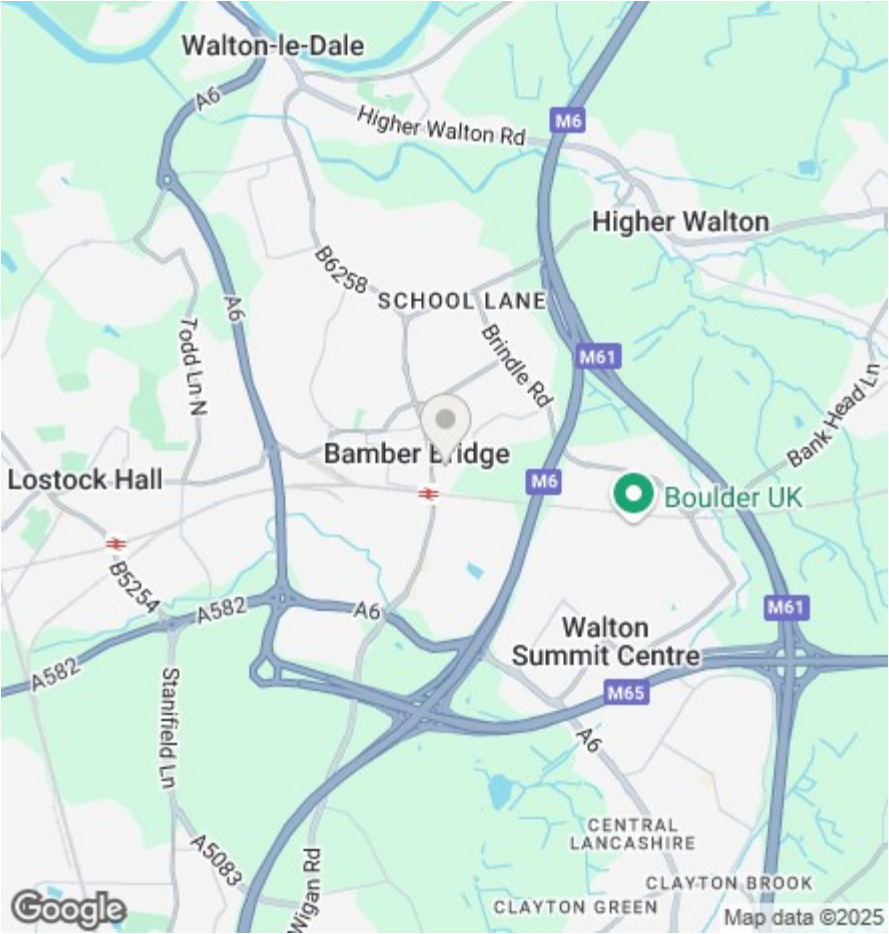 Walton-le-Dale
A6
Higher Walton Rd
M6
Higher Walton
B6258
SCHOOL LANE
A6
Todd Ln N
Brindle Rd
M61
Bank Head Ln
Bamber Bridge
Lostock Hall
M6
Boulder UK
B5254
A582
A6
M61
Walton
Summit Centre
A582
M65
Stanifield Ln
A6
A5083
Wigan Rd
CENTRAL
LANCASHIRE
CLAYTON BROOK
CLAYTON GREEN
Google
Map data ©2025